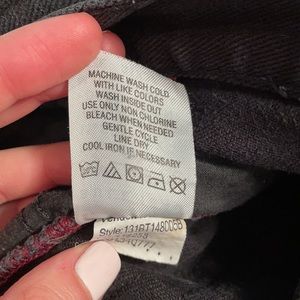 MACHINE WASH COLD
WITH LIKE COLORS
WASH INSIDE OUT
USE ONLY NON CHLORINE
BLEACH WHEN NEEDED
GENTLE CYCLE
LINE DRY
COOL IRON IF NECESSARY
Style: 131BT14800SB